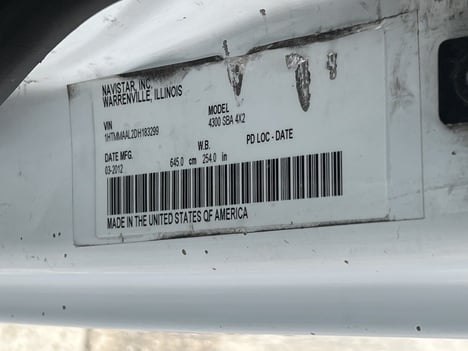 NAVISTAR, INC.
WARRENVILLE, ILLINOIS
VIN MODEL
1HTMMAAL2DH183299 4300 SBA 4X2
DATE MFG. W.B. PD LOC - DATE
03-2012 645.0 cm 254.0 in
MADE IN THE UNITED STATES OF AMERICA